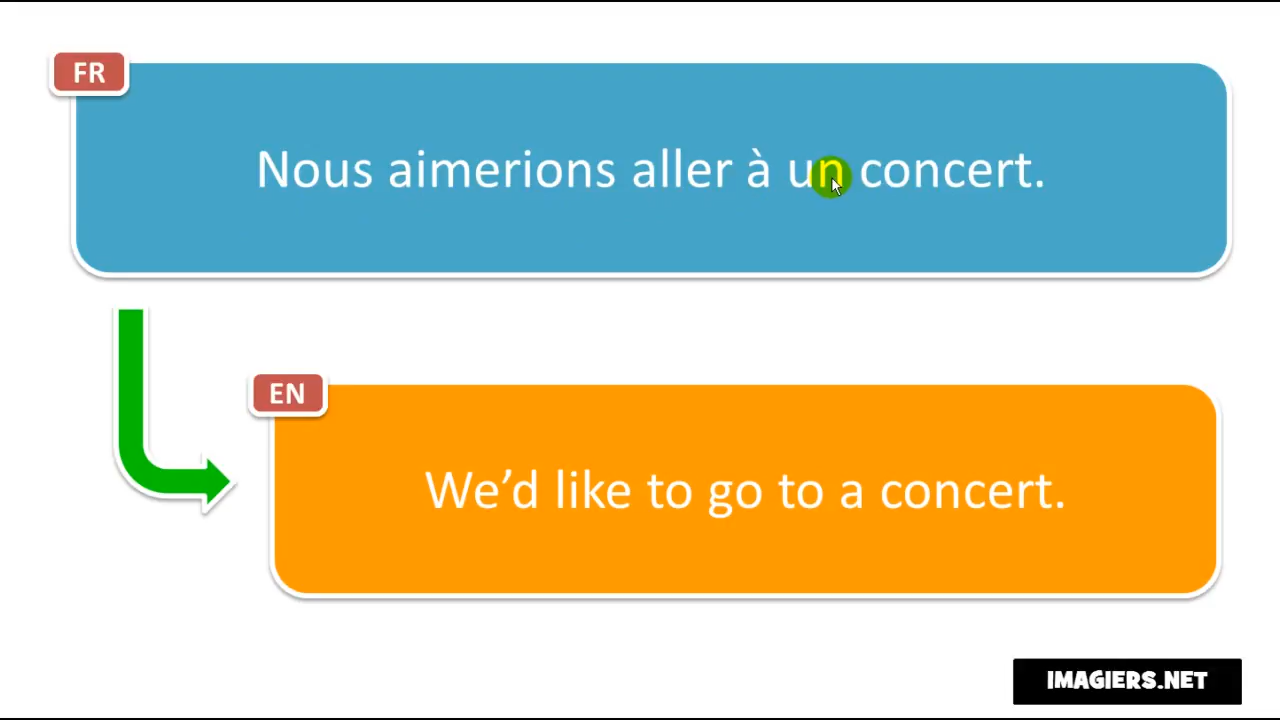 FR
Nous aimerions aller à un concert.
EN
We’d like to go to a concert.
IMAGIERS.NET